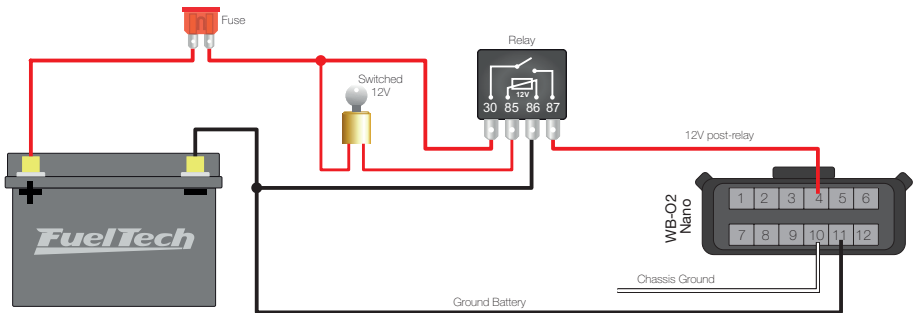 Fuse
Relay
Switched
12V
12V
30 85 86 87
12V post-relay
+ -
FuelTech
WB-O2
Nano
1 2 3 4 5 6
7 8 9 10 11 12
Chassis Ground
Ground Battery